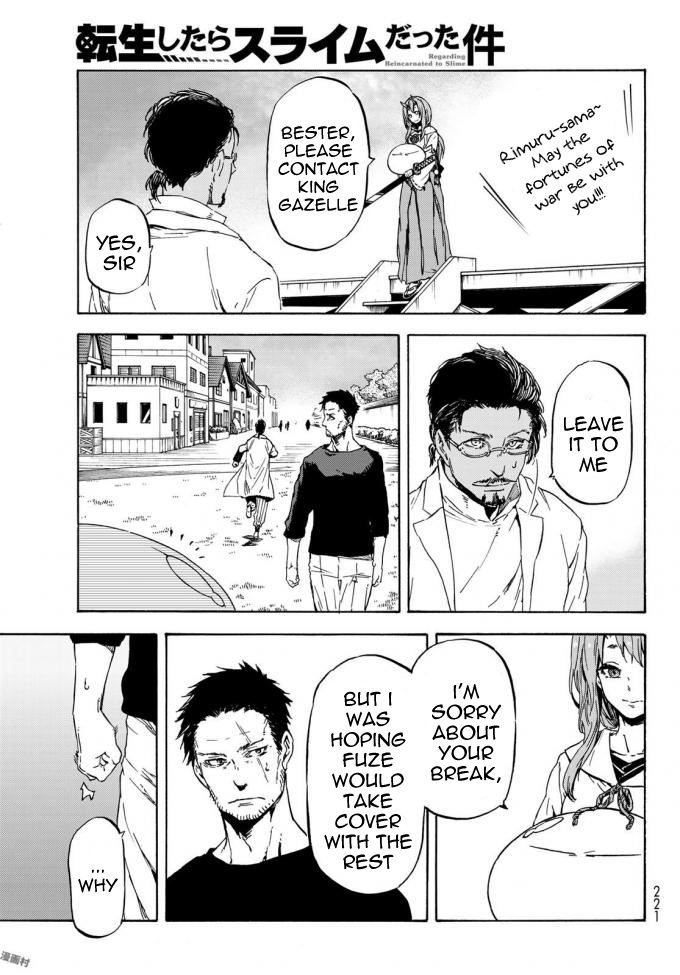 転生したらスライムだった件
Regarding
Reincarnated to Slime
Rimuru-sama~
May the
fortunes of
war Be with
you!!!
BESTER,
PLEASE
CONTACT
KING
GAZELLE
YES,
SIR
LEAVE
IT TO
ME
I'M
SORRY
ABOUT
YOUR
BREAK,
BUT I
WAS
HOPING
FUZE
WOULD
TAKE
COVER
WITH THE
REST
...
WHY
221
漫画村